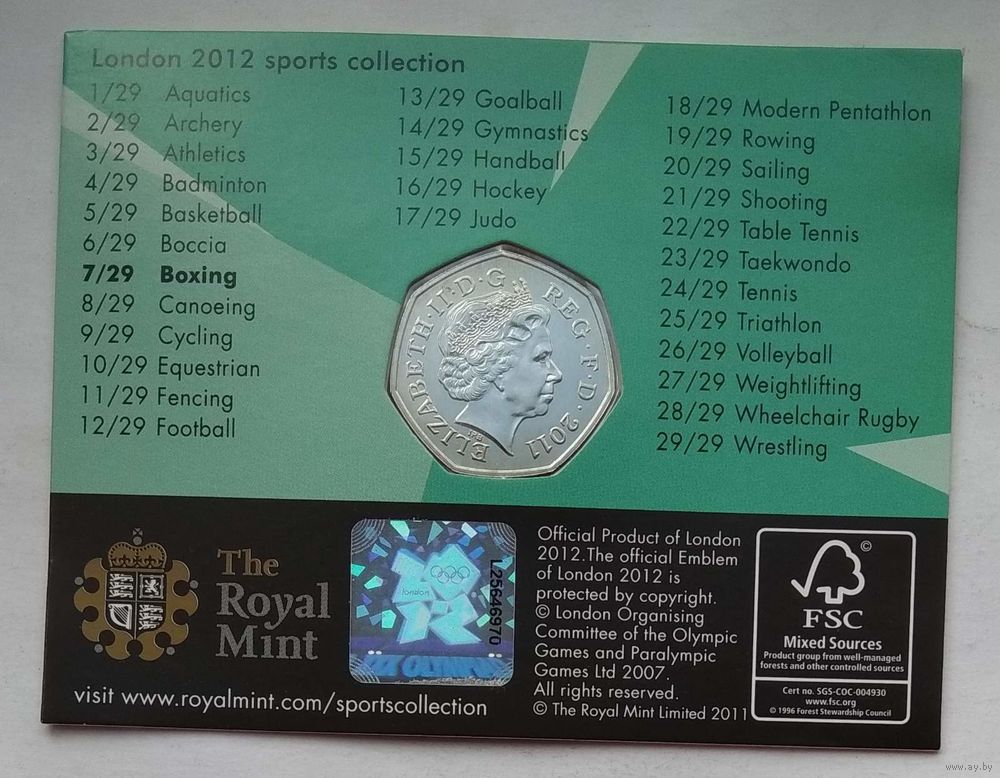 London 2012 sports collection
1/29 Aquatics
2/29 Archery
3/29 Athletics
4/29 Badminton
5/29 Basketball
6/29 Boccia
7/29 Boxing
8/29 Canoeing
9/29 Cycling
10/29 Equestrian
11/29 Fencing
12/29 Football
13/29 Goalball
14/29 Gymnastics
15/29 Handball
16/29 Hockey
17/29 Judo
18/29 Modern Pentathlon
19/29 Rowing
20/29 Sailing
21/29 Shooting
22/29 Table Tennis
23/29 Taekwondo
24/29 Tennis
25/29 Triathlon
26/29 Volleyball
27/29 Weightlifting
28/29 Wheelchair Rugby
29/29 Wrestling
ELIZABETH·II·D·G REG·F·D·2011
IRB
The
Royal
Mint
visit www.royalmint.com/sportscollection
london
L25646970
Official Product of London
2012.The official Emblem
of London 2012 is
protected by copyright.
© London Organising
Committee of the Olympic
Games and Paralympic
Games Ltd 2007.
All rights reserved.
© The Royal Mint Limited 2011
©
FSC
Mixed Sources
Product group from well-managed
forests and other controlled sources
Cert no. SGS-COC-004930
www.fsc.org
© 1996 Forest Stewardship Council
www.ay.by